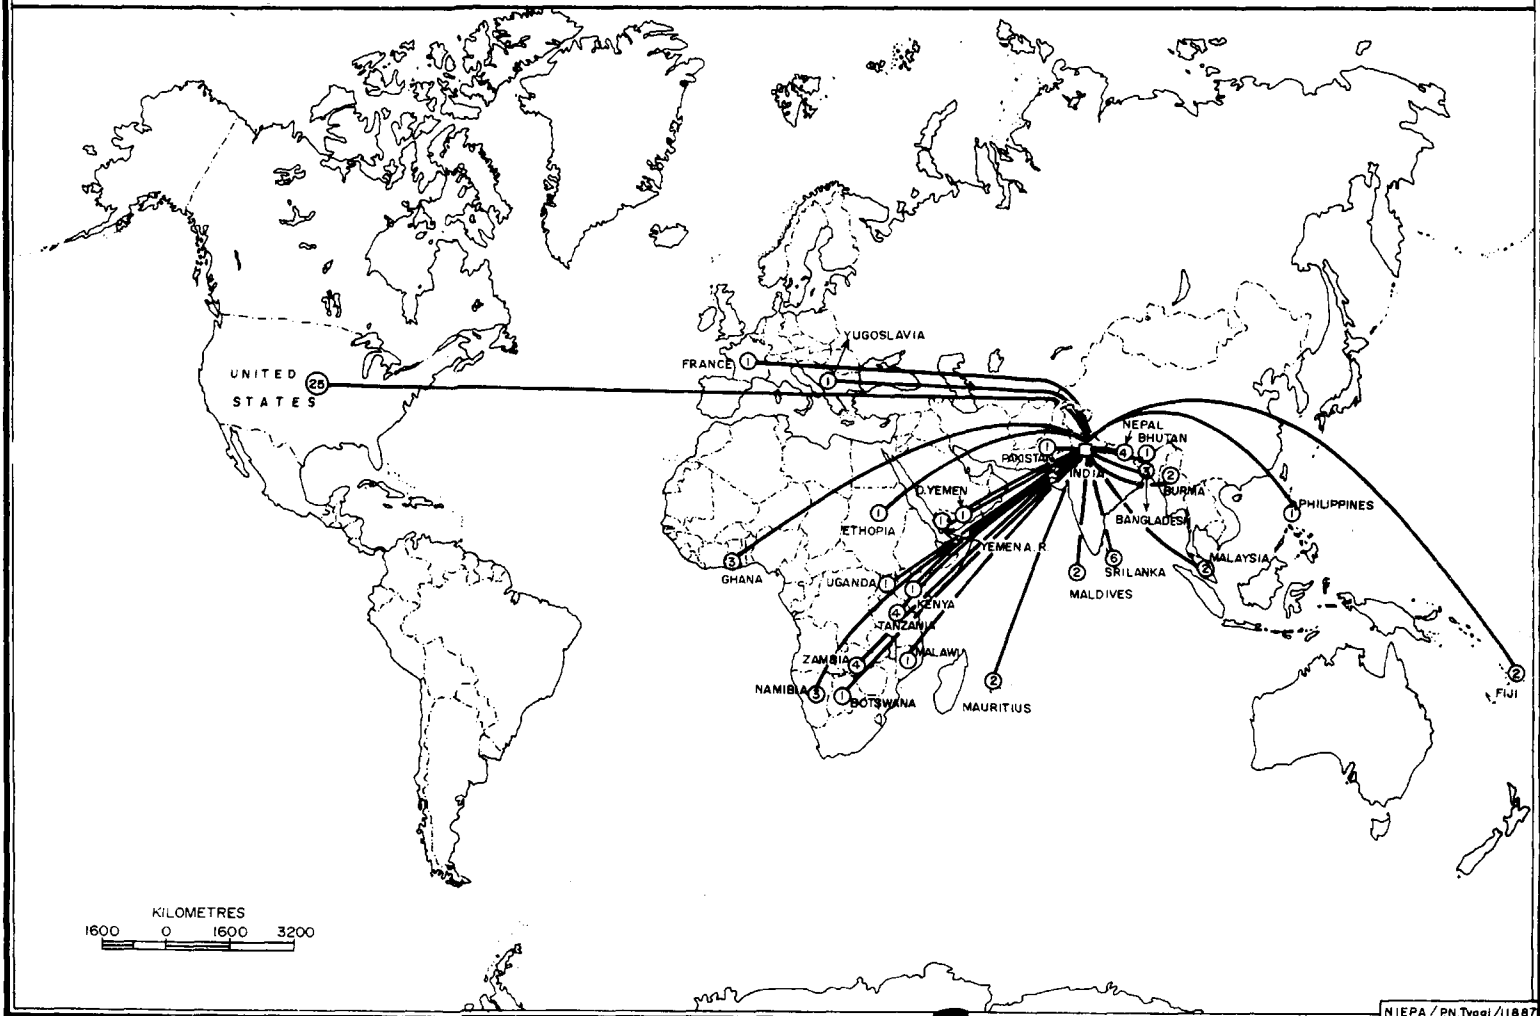 YUGOSLAVIA
FRANCE 1
1
UNITED 25
STATES
NEPAL
BHUTAN
PAKISTAN 1
4 1
INDIA
3 2
BURMA
D.YEMEN
1 1
ETHIOPIA 1
BANGLADESH
PHILIPPINES
1
YEMEN A.R.
3
GHANA
UGANDA 1
1
KENYA
4
TANZANIA
2
MALDIVES
6
SRILANKA
MALAYSIA
2
ZAMBIA 4
1 MALAWI
NAMIBIA 3
1 BOTSWANA
2
MAURITIUS
2
FIJI
KILOMETRES
1600 0 1600 3200
NIEPA / PN Tyagi /1188